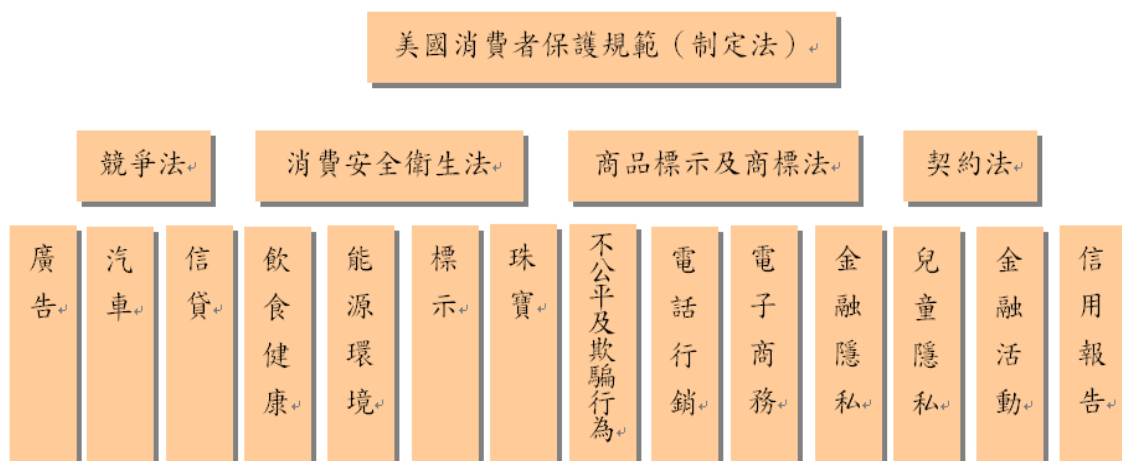 美國消費者保護規範（制定法）
競爭法
消費安全衛生法
商品標示及商標法
契約法
廣告
汽車
信貸
飲食健康
能源環境
標示
珠寶
不公平及欺騙行為
電話行銷
電子商務
金融隱私
兒童隱私
金融活動
信用報告